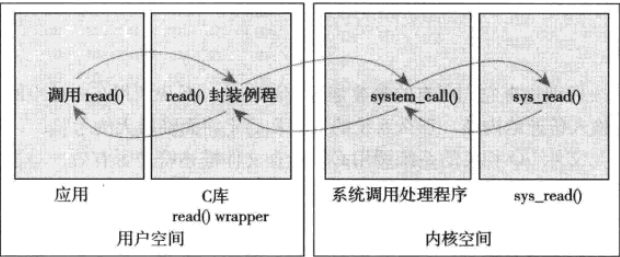 调用 read()
read() 封装例程
system_call()
sys_read()
应用
C库
read() wrapper
系统调用处理程序
sys_read()
用户空间
内核空间